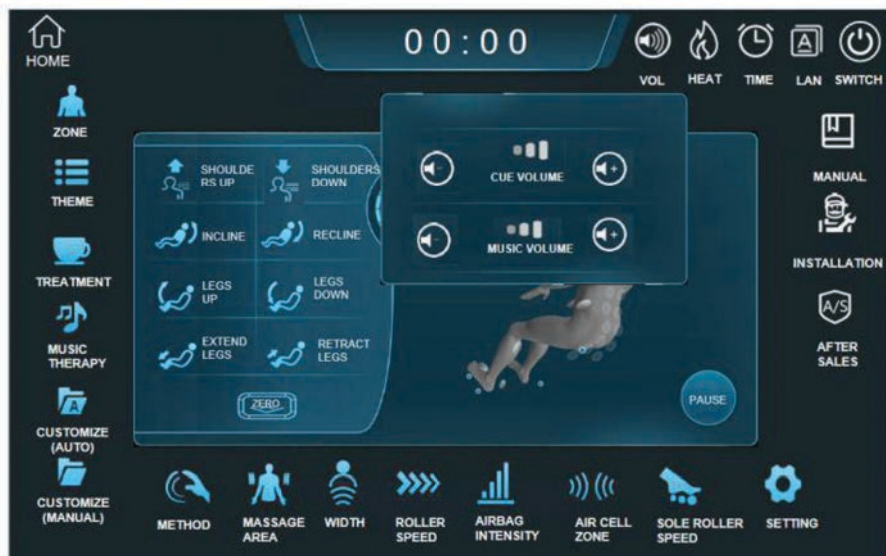 HOME
00:00
VOL
HEAT
TIME
A
LAN
SWITCH
ZONE
THEME
TREATMENT
MUSIC
THERAPY
A
CUSTOMIZE
(AUTO)
CUSTOMIZE
(MANUAL)
SHOULDE
RS UP
SHOULDERS
DOWN
INCLINE
RECLINE
LEGS
UP
LEGS
DOWN
EXTEND
LEGS
RETRACT
LEGS
ZERO
CUE VOLUME
MUSIC VOLUME
PAUSE
MANUAL
INSTALLATION
A/S
AFTER
SALES
METHOD
MASSAGE
AREA
WIDTH
ROLLER
SPEED
AIRBAG
INTENSITY
AIR CELL
ZONE
SOLE ROLLER
SPEED
SETTING